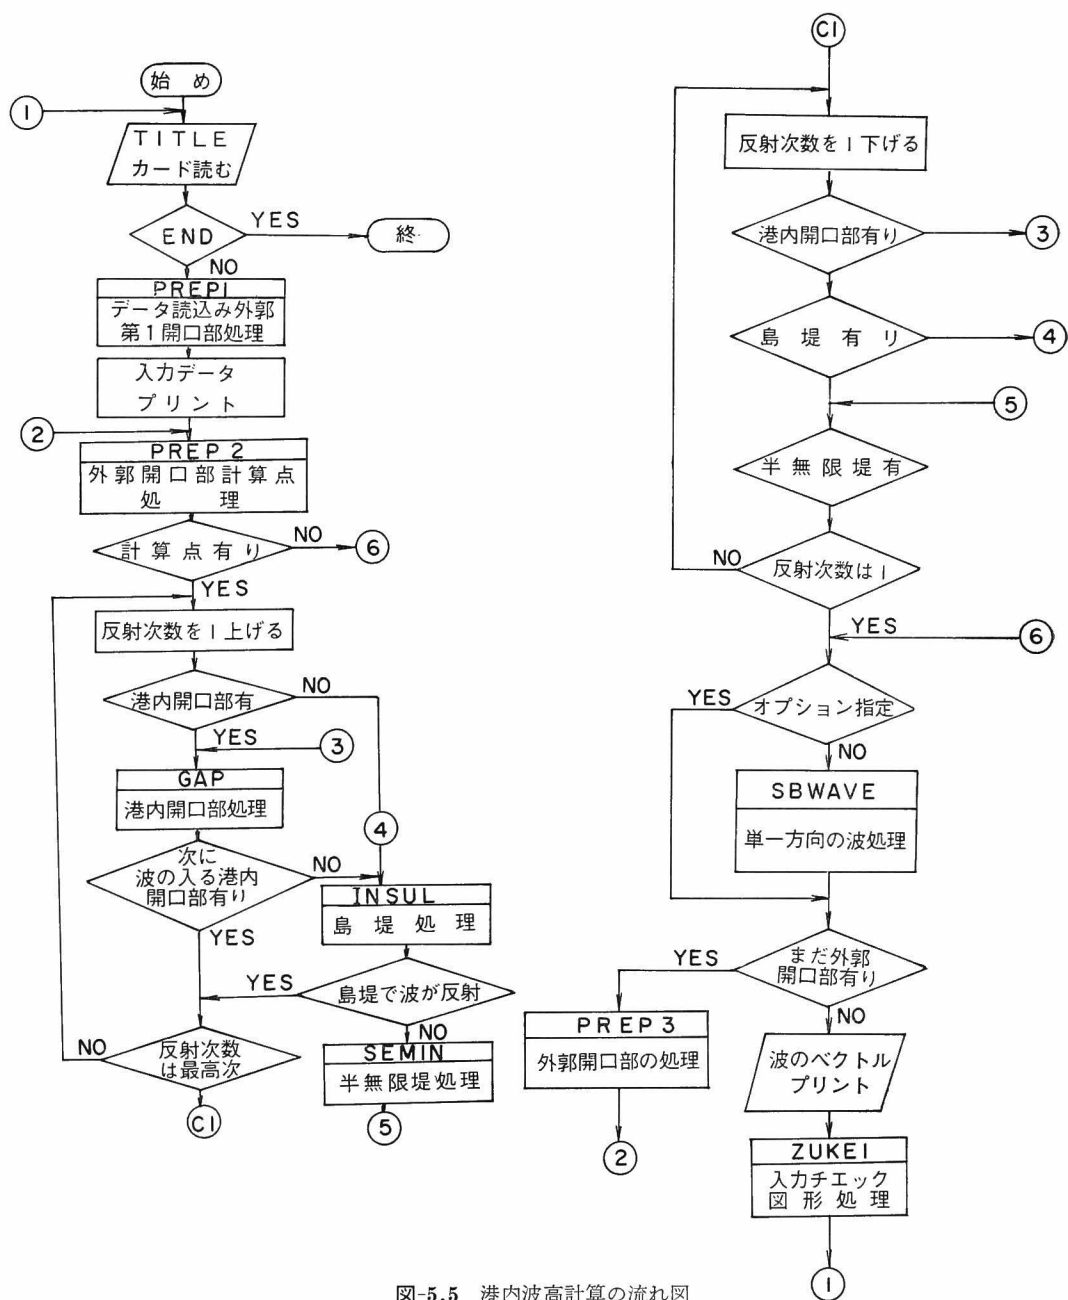 始 め
①
TITLE
カード読む
END
YES
終
NO
PREP1
データ読込み外郭
第1開口部処理
入力データ
プリント
②
PREP 2
外郭開口部計算点
処 理
計算点有り
NO
⑥
YES
反射次数を1上げる
港内開口部有
NO
YES
③
GAP
港内開口部処理
④
次に
波の入る港内
開口部有り
NO
INSUL
島 堤 処 理
YES
YES
島堤で波が反射
NO
NO
反射次数
は最高次
SEMIN
半無限堤処理
C1
⑤
C1
反射次数を1下げる
港内開口部有り
③
島 堤 有 り
④
⑤
半無限堤有
NO
反射次数は1
YES
⑥
YES
オプション指定
NO
SBWAVE
単一方向の波処理
YES
まだ外郭
開口部有り
PREP 3
NO
外郭開口部の処理
波のベクトル
プリント
②
ZUKEI
入力チエック
図形処理
①
図-5.5 港内波高計算の流れ図